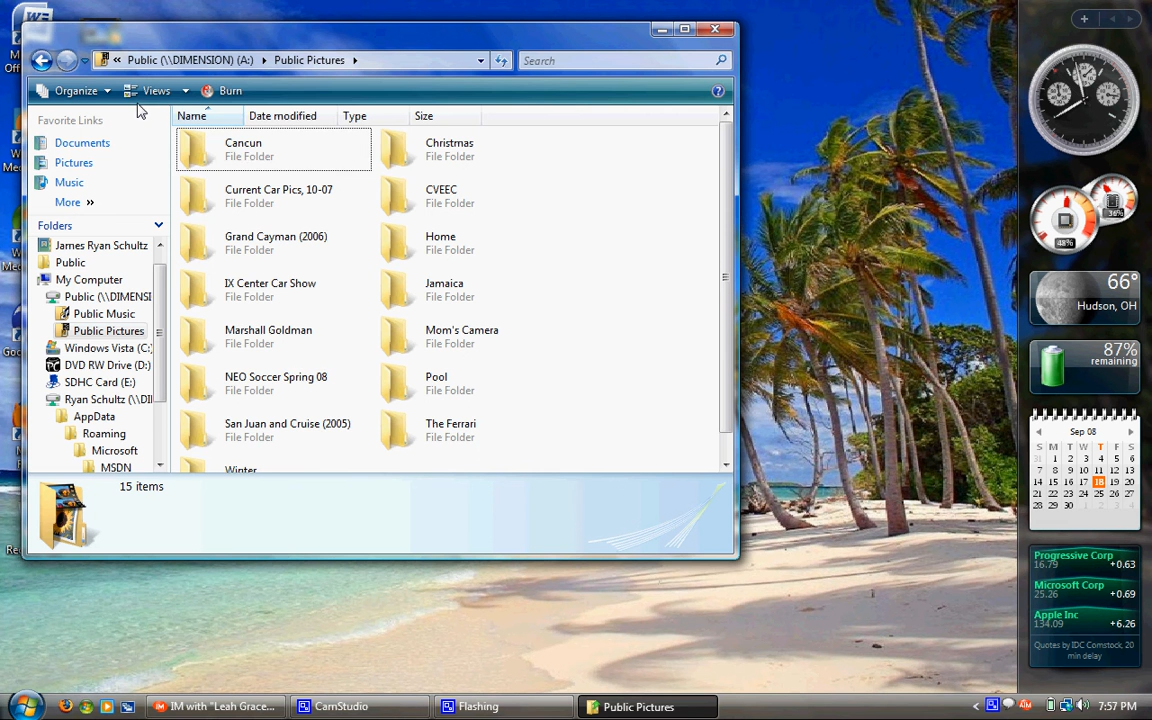 Public (\\DIMENSION) (A:) Public Pictures Search
Organize Views Burn
Favorite Links
Documents
Pictures
Music
More »
Folders
James Ryan Schultz
Public
My Computer
Public (\\DIMENSI
Public Music
Public Pictures
Windows Vista (C:
DVD RW Drive (D:)
SDHC Card (E:)
Ryan Schultz (\\DI
AppData
Roaming
Microsoft
MSDN
Name Date modified Type Size
Cancun
File Folder
Christmas
File Folder
Current Car Pics, 10-07
File Folder
CVEEC
File Folder
Grand Cayman (2006)
File Folder
Home
File Folder
IX Center Car Show
File Folder
Jamaica
File Folder
Marshall Goldman
File Folder
Mom's Camera
File Folder
NEO Soccer Spring 08
File Folder
Pool
File Folder
San Juan and Cruise (2005)
File Folder
The Ferrari
File Folder
Winter
15 items
48%
36%
66°
Hudson, OH
87%
remaining
Sep 08
S M T W T F S
31 1 2 3 4 5 6
7 8 9 10 11 12 13
14 15 16 17 18 19 20
21 22 23 24 25 26 27
28 29 30 1 2 3 4
Progressive Corp
16.79 +0.63
Microsoft Corp
25.26 +0.69
Apple Inc
134.09 +6.26
Quotes by IDC Comstock, 20
min delay
IM with "Leah Grace... CamStudio Flashing Public Pictures 7:57 PM